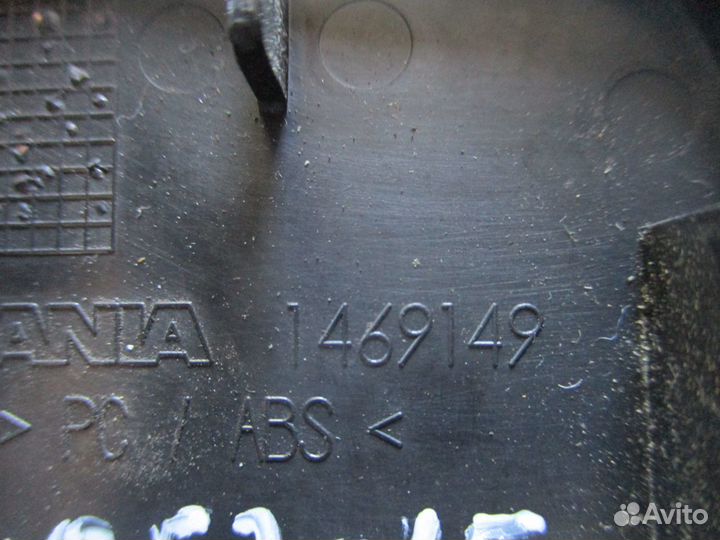 ANIA 1469149
> PC / ABS <
Avito